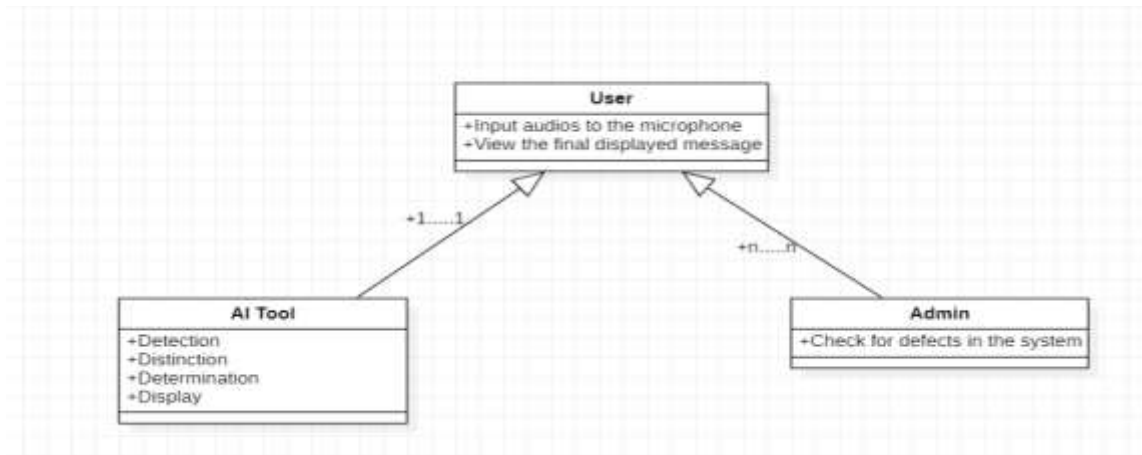 User
+Input audios to the microphone
+View the final displayed message
+1.....1
+n.....n
AI Tool
+Detection
+Distinction
+Determination
+Display
Admin
+Check for defects in the system